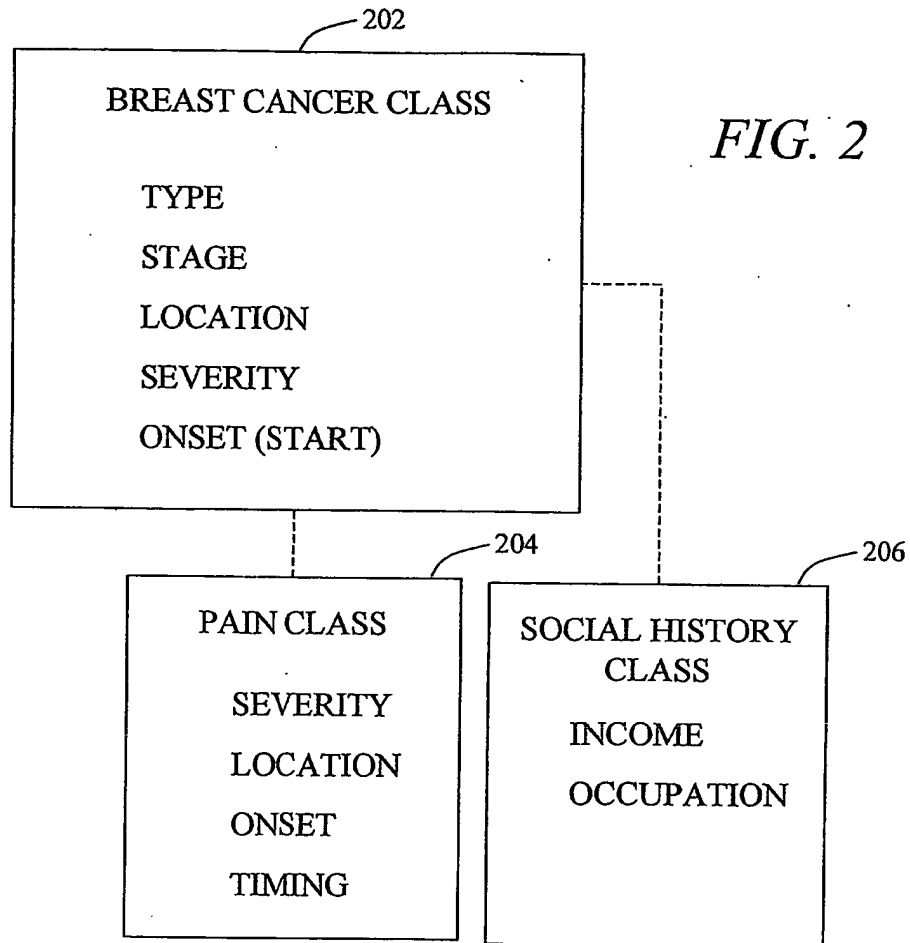 202
BREAST CANCER CLASS
FIG. 2
TYPE
STAGE
LOCATION
SEVERITY
ONSET (START)
204
206
PAIN CLASS
SEVERITY
LOCATION
ONSET
TIMING
SOCIAL HISTORY
CLASS
INCOME
OCCUPATION